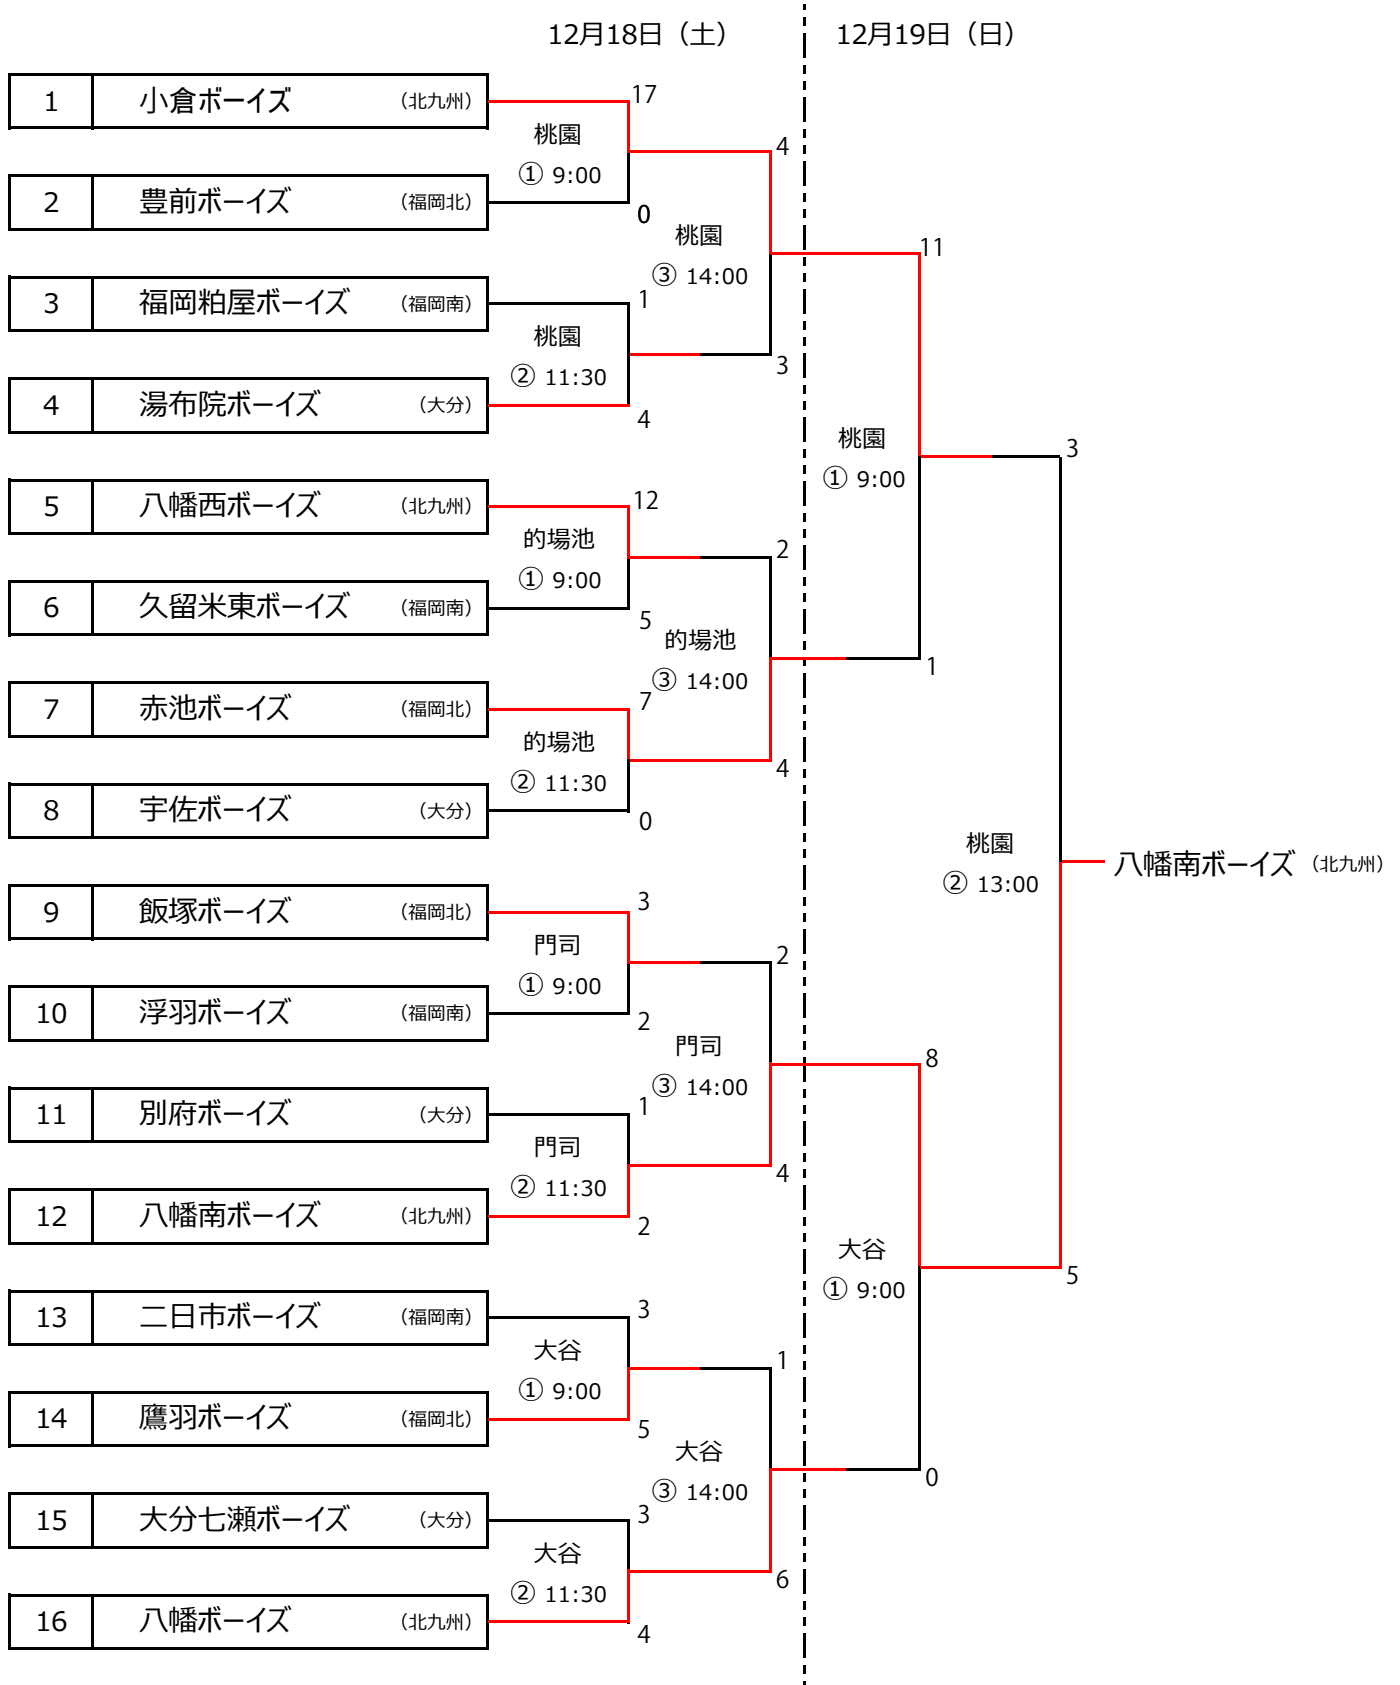 12月18日（土）
12月19日（日）
1 小倉ボーイズ （北九州）
17
桃園
① 9:00
4
2 豊前ボーイズ （福岡北）
0
桃園
③ 14:00
11
3 福岡粕屋ボーイズ （福岡南）
1
桃園
② 11:30
3
4 湯布院ボーイズ （大分）
4
桃園
① 9:00
3
5 八幡西ボーイズ （北九州）
12
的場池
① 9:00
2
6 久留米東ボーイズ （福岡南）
5
的場池
③ 14:00
1
7 赤池ボーイズ （福岡北）
7
的場池
② 11:30
4
8 宇佐ボーイズ （大分）
0
桃園
② 13:00
八幡南ボーイズ （北九州）
9 飯塚ボーイズ （福岡北）
3
門司
① 9:00
2
10 浮羽ボーイズ （福岡南）
2
門司
③ 14:00
8
11 別府ボーイズ （大分）
1
門司
② 11:30
4
12 八幡南ボーイズ （北九州）
2
大谷
① 9:00
5
13 二日市ボーイズ （福岡南）
3
大谷
① 9:00
1
14 鷹羽ボーイズ （福岡北）
5
大谷
③ 14:00
0
15 大分七瀬ボーイズ （大分）
3
大谷
② 11:30
6
16 八幡ボーイズ （北九州）
4